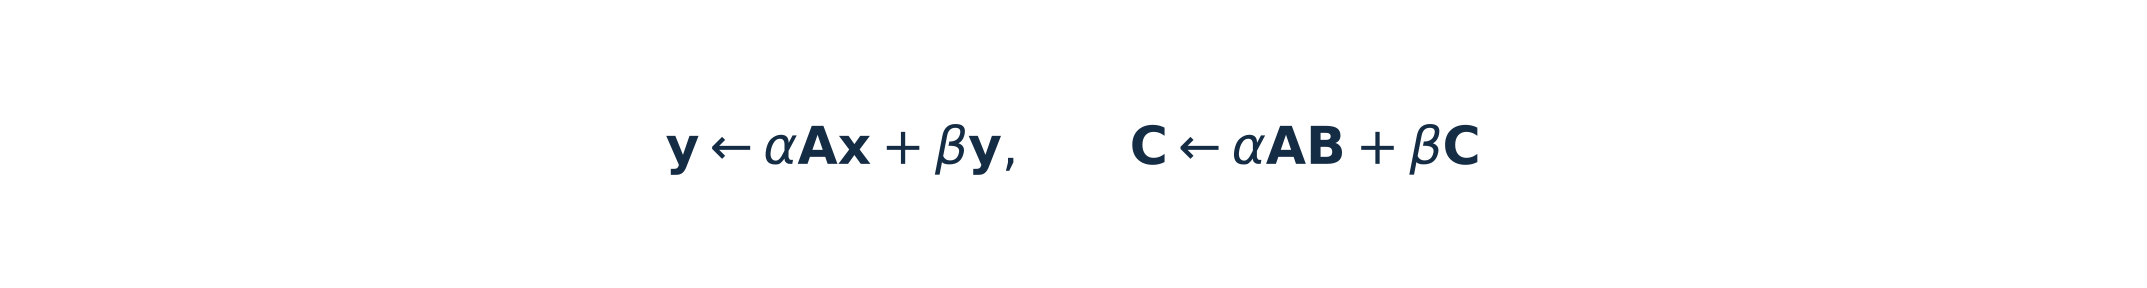 y ← αAx + βy, C ← αAB + βC